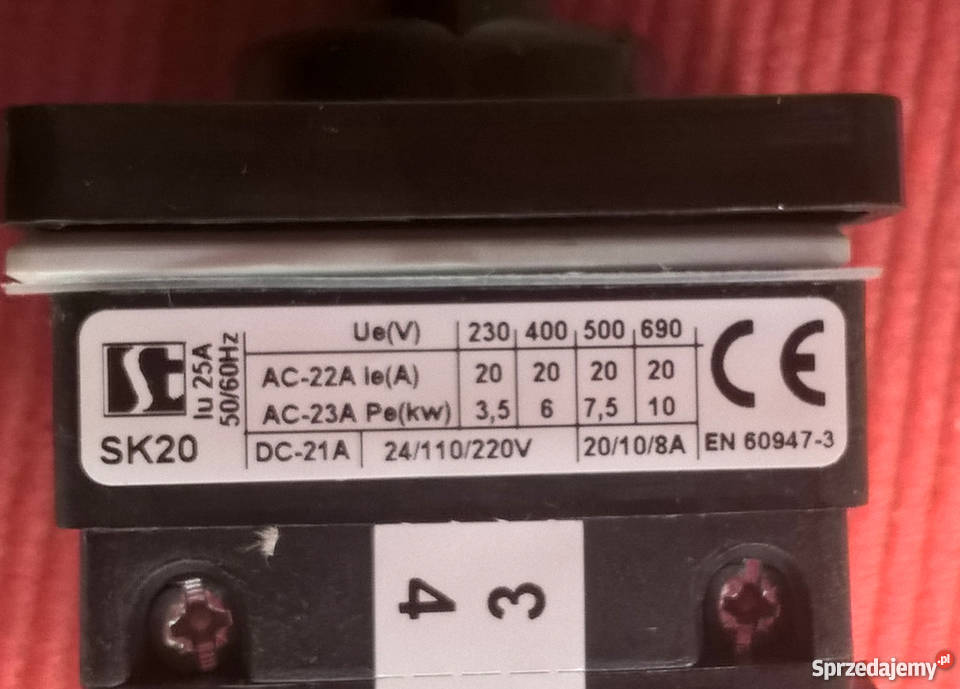 Ue(V) 230 400 500 690
Iu 25A
50/60Hz
AC-22A Ie(A) 20 20 20 20
AC-23A Pe(kw) 3,5 6 7,5 10
CE
SK20
DC-21A 24/110/220V 20/10/8A
EN 60947-3
4 3
Sprzedajemy.pl